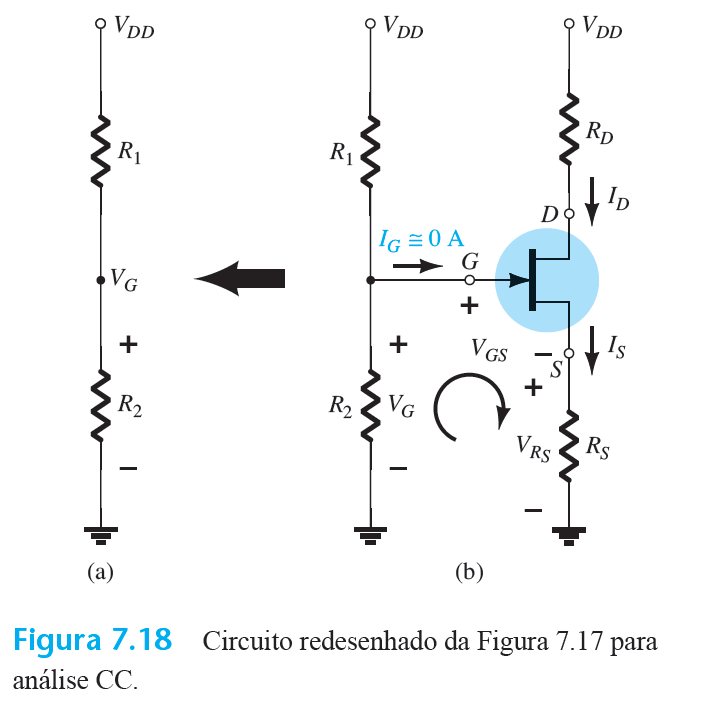 V_DD
V_DD
V_DD
R_D
R_1
R_1
I_D
D
I_G ≅ 0 A
G
V_G
+
+
+
V_GS
−
S
I_S
+
R_2
R_2
V_G
V_RS
R_S
−
−
−
(a)
(b)
Figura 7.18 Circuito redesenhado da Figura 7.17 para
análise CC.